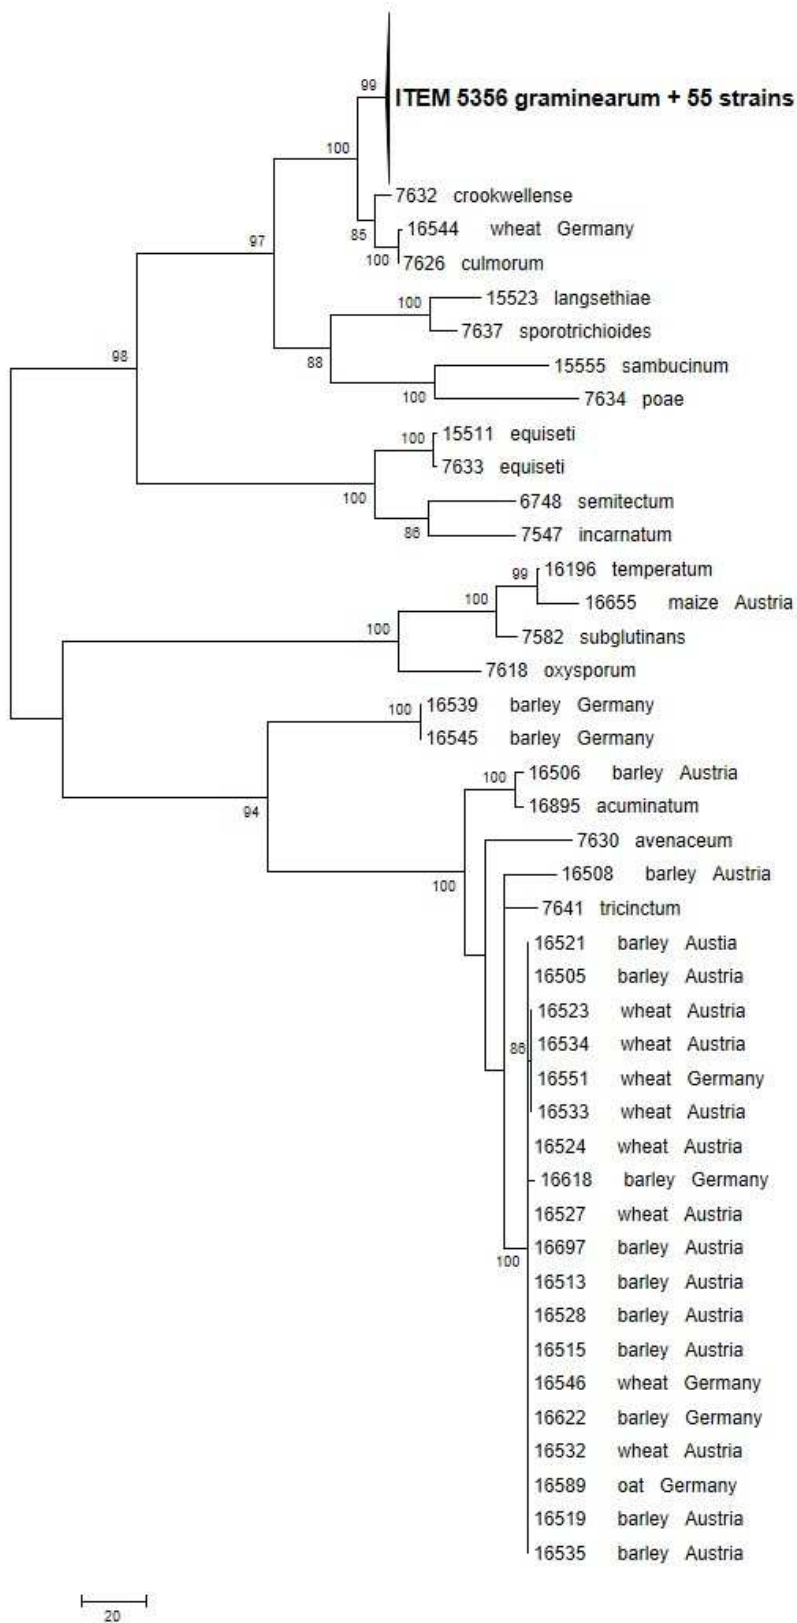 99
ITEM 5356 graminearum + 55 strains
100
7632 crookwellense
85
16544 wheat Germany
97
100 7626 culmorum
100 15523 langsethiae
7637 sporotrichioides
98
88
15555 sambucinum
100
7634 poae
100 15511 equiseti
7633 equiseti
100
6748 semitectum
86
7547 incarnatum
99 16196 temperatum
100
16655 maize Austria
100
7582 subglutinans
7618 oxysporum
100 16539 barley Germany
16545 barley Germany
100 16506 barley Austria
94
16895 acuminatum
7630 avenaceum
100
16508 barley Austria
7641 tricinctum
16521 barley Austia
16505 barley Austria
16523 wheat Austria
86 16534 wheat Austria
16551 wheat Germany
16533 wheat Austria
16524 wheat Austria
16618 barley Germany
16527 wheat Austria
16697 barley Austria
100
16513 barley Austria
16528 barley Austria
16515 barley Austria
16546 wheat Germany
16622 barley Germany
16532 wheat Austria
16589 oat Germany
16519 barley Austria
16535 barley Austria
20